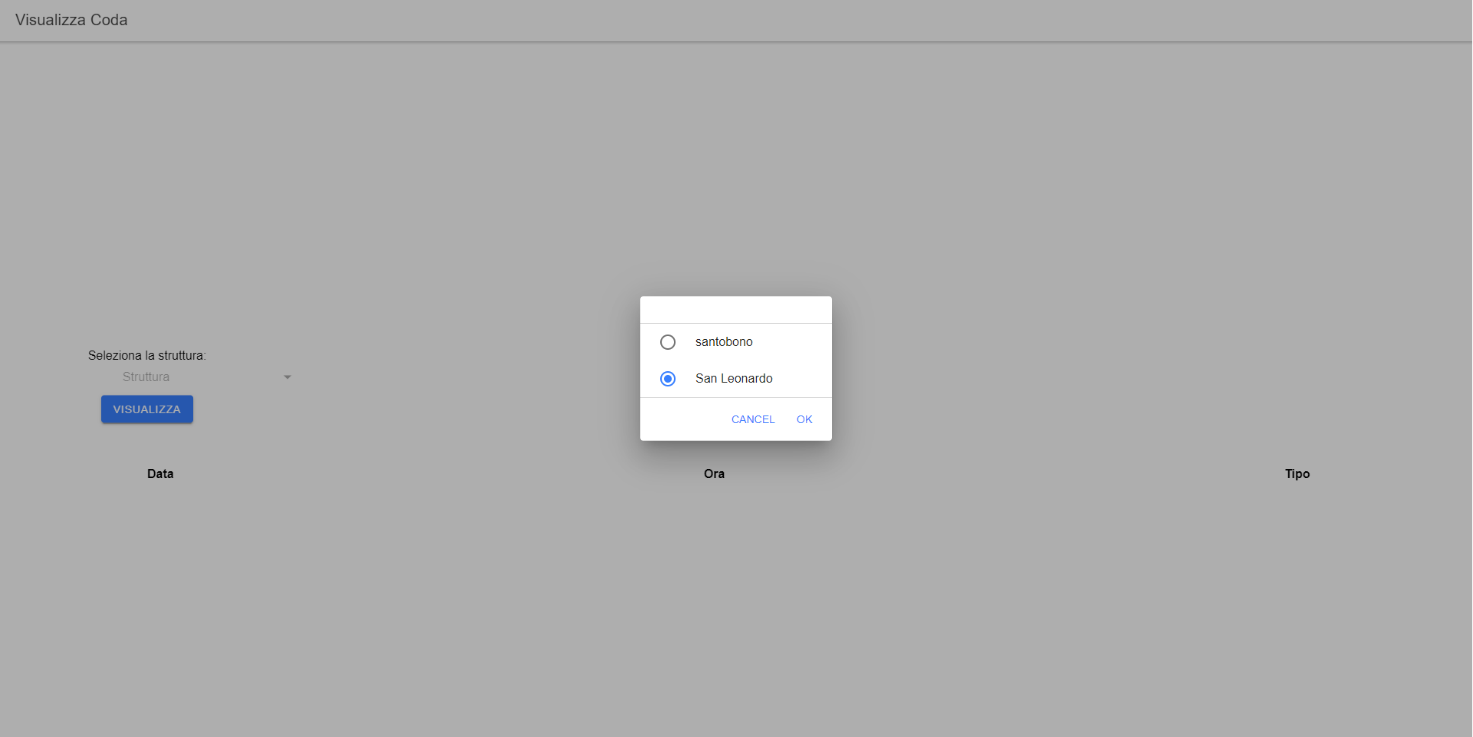 Visualizza Coda
santobono
San Leonardo
CANCEL OK
Seleziona la struttura:
Struttura
VISUALIZZA
Data Ora Tipo